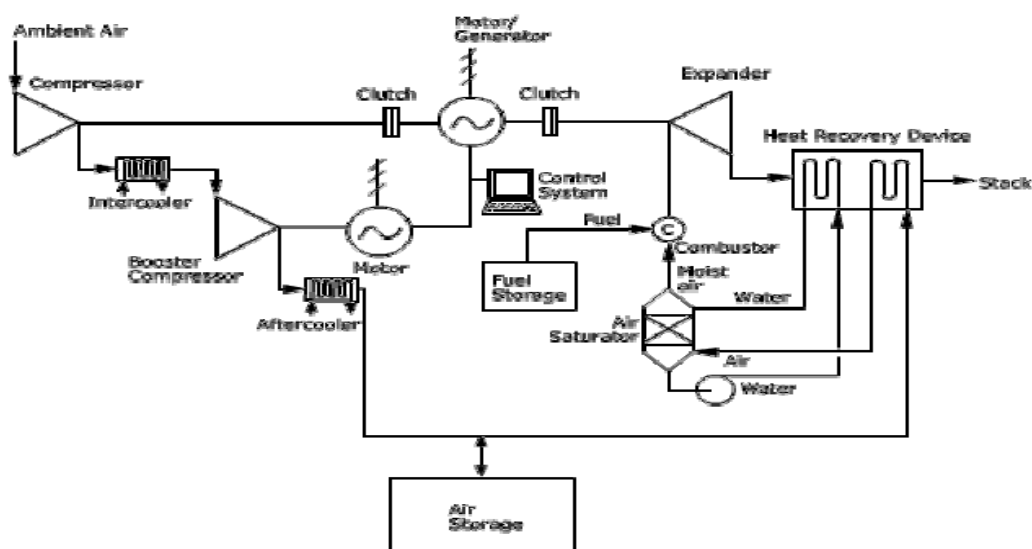 Ambient Air
Motor/
Generator
Compressor
Clutch
Clutch
Expander
Heat Recovery Device
Intercooler
Control
System
Stack
Fuel
Booster
Compressor
Motor
Combustor
Fuel
Storage
Moist
air
Water
Aftercooler
Air
Saturator
Air
Water
C
Air
Storage